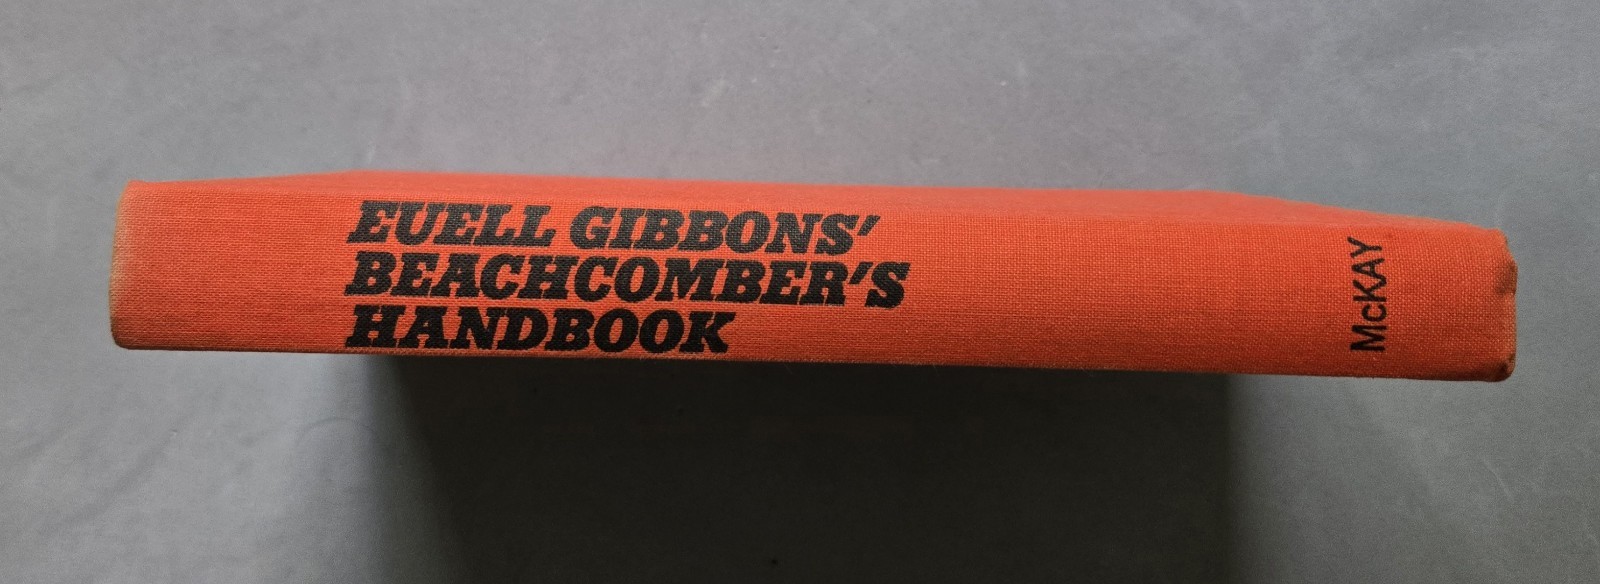 EUELL GIBBONS'
BEACHCOMBER'S
HANDBOOK
McKAY